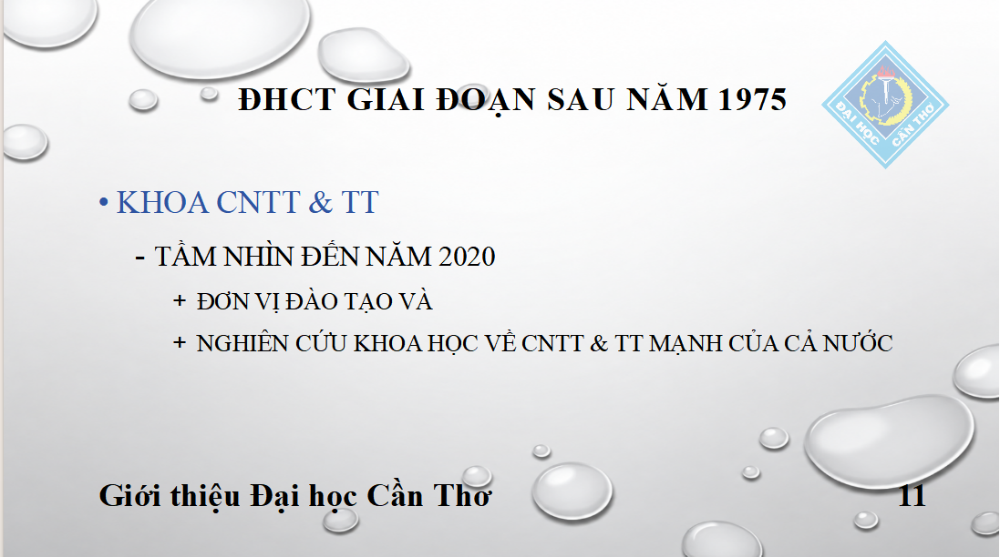 ĐHCT GIAI ĐOẠN SAU NĂM 1975
ĐẠI HỌC CẦN THƠ
• KHOA CNTT & TT
- TẦM NHÌN ĐẾN NĂM 2020
+ ĐƠN VỊ ĐÀO TẠO VÀ
+ NGHIÊN CỨU KHOA HỌC VỀ CNTT & TT MẠNH CỦA CẢ NƯỚC
Giới thiệu Đại học Cần Thơ
11